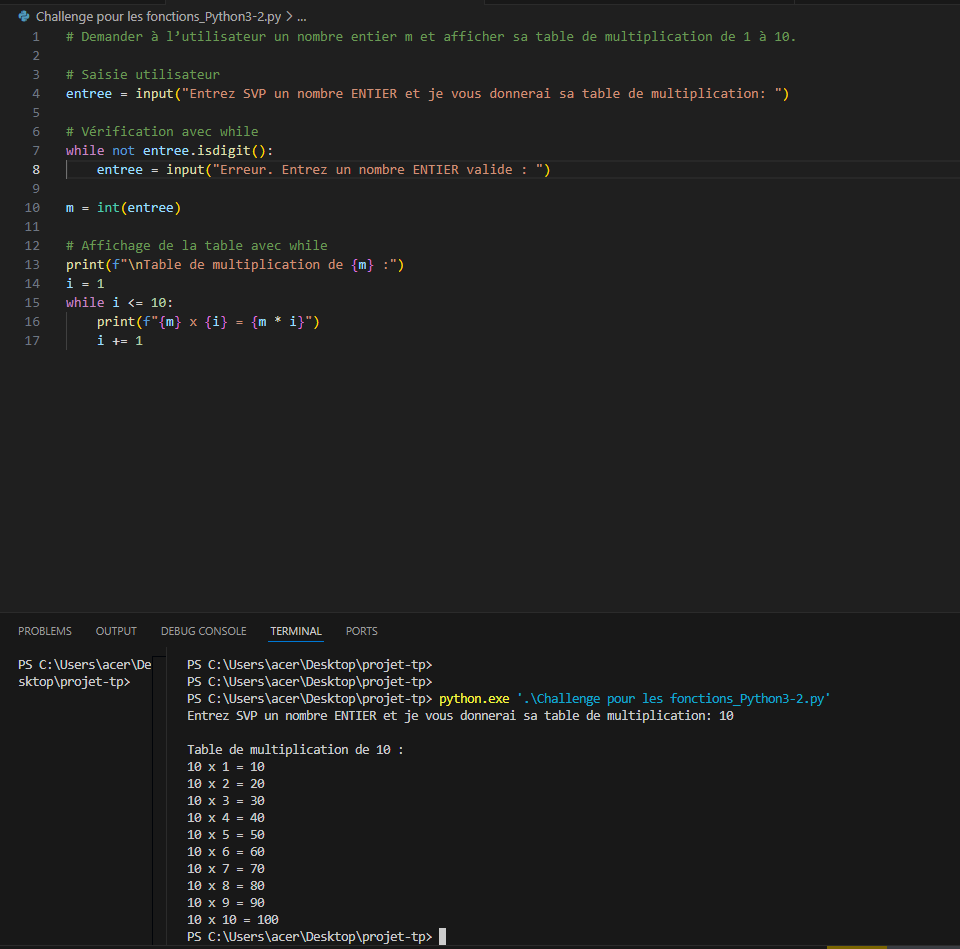 Challenge pour les fonctions_Python3-2.py > ...
1 # Demander à l’utilisateur un nombre entier m et afficher sa table de multiplication de 1 à 10.
2
3 # Saisie utilisateur
4 entree = input("Entrez SVP un nombre ENTIER et je vous donnerai sa table de multiplication: ")
5
6 # Vérification avec while
7 while not entree.isdigit():
8     entree = input("Erreur. Entrez un nombre ENTIER valide : ")
9
10 m = int(entree)
11
12 # Affichage de la table avec while
13 print(f"\nTable de multiplication de {m} :")
14 i = 1
15 while i <= 10:
16     print(f"{m} x {i} = {m * i}")
17     i += 1
PROBLEMS OUTPUT DEBUG CONSOLE TERMINAL PORTS
PS C:\Users\acer\De
sktop\projet-tp>
PS C:\Users\acer\Desktop\projet-tp>
PS C:\Users\acer\Desktop\projet-tp>
PS C:\Users\acer\Desktop\projet-tp> python.exe '.\Challenge pour les fonctions_Python3-2.py'
Entrez SVP un nombre ENTIER et je vous donnerai sa table de multiplication: 10

Table de multiplication de 10 :
10 x 1 = 10
10 x 2 = 20
10 x 3 = 30
10 x 4 = 40
10 x 5 = 50
10 x 6 = 60
10 x 7 = 70
10 x 8 = 80
10 x 9 = 90
10 x 10 = 100
PS C:\Users\acer\Desktop\projet-tp>